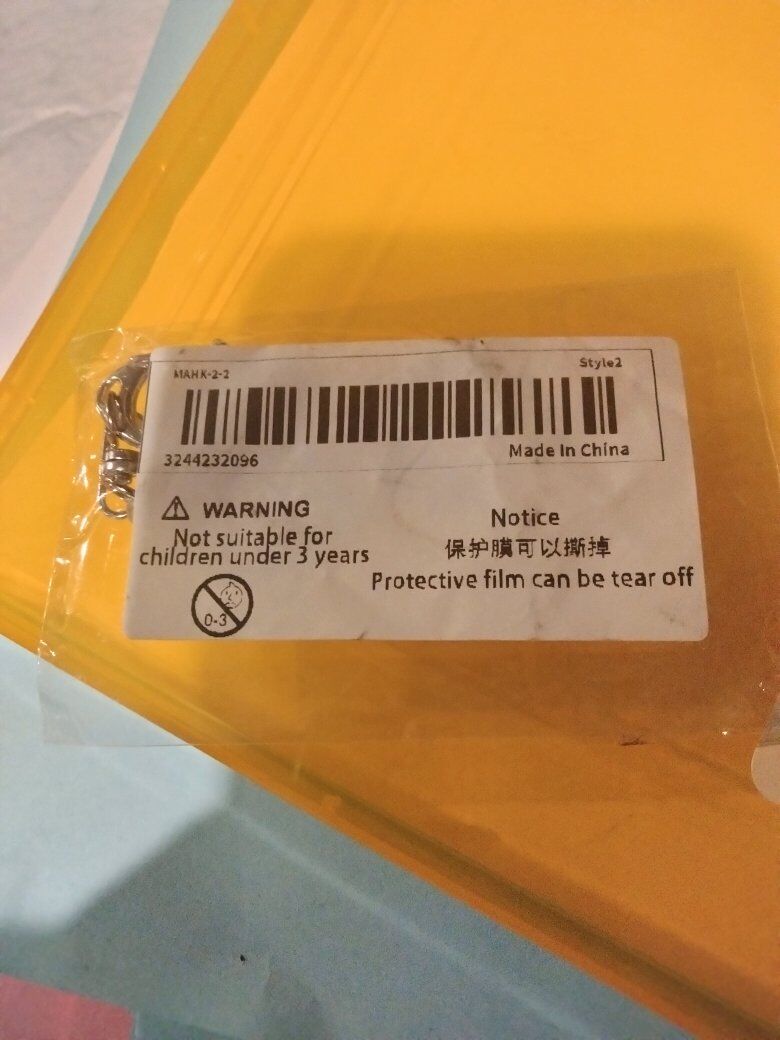 MAHK-2-2
Style2
3244232096
Made In China
WARNING
Not suitable for
children under 3 years
0-3
Notice
保护膜可以撕掉
Protective film can be tear off